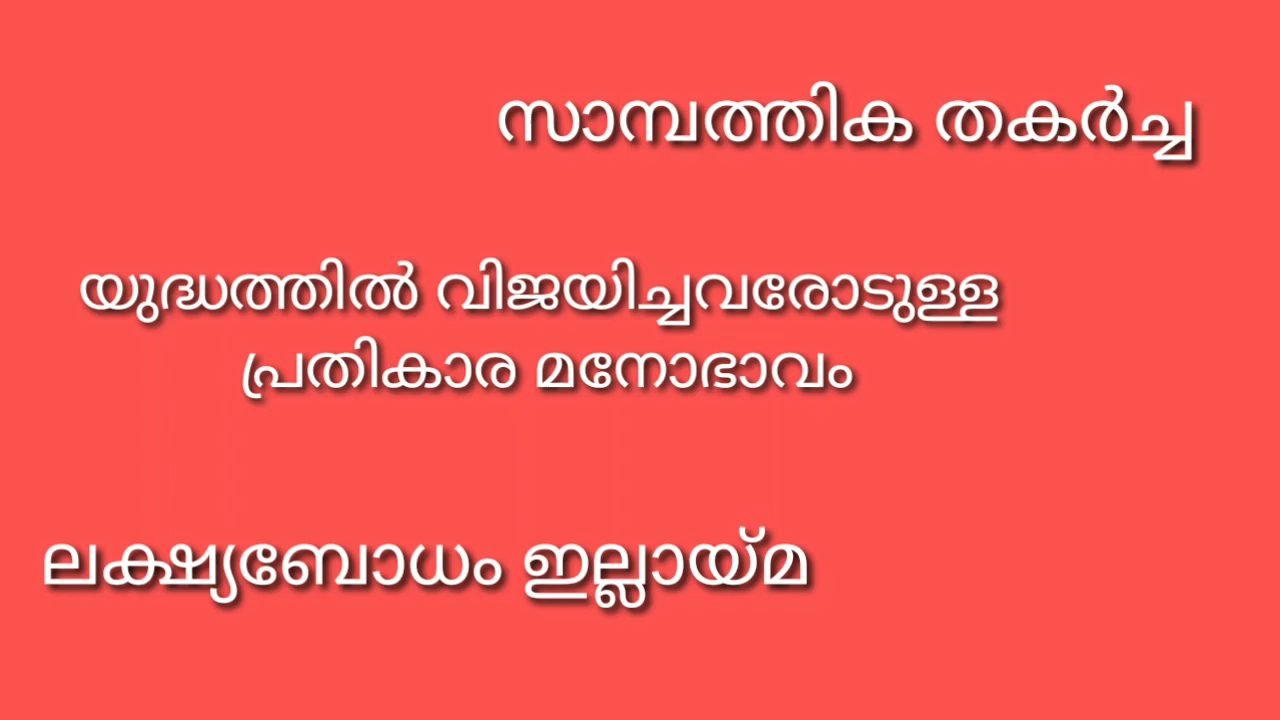 സാമ്പത്തിക തകർച്ച
യുദ്ധത്തിൽ വിജയിച്ചവരോടുള്ള
പ്രതികാര മനോഭാവം
ലക്ഷ്യബോധം ഇല്ലായ്മ